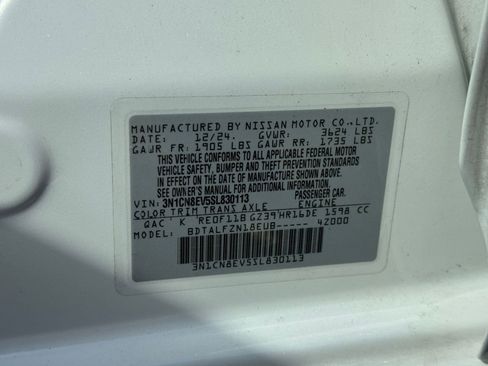 MANUFACTURED BY NISSAN MOTOR CO.,LTD.
DATE: 12/24. GVWR: 3624 LBS
GAWR FR: 1905 LBS GAWR RR: 1735 LBS
THIS VEHICLE CONFORMS TO ALL APPLICABLE FEDERAL MOTOR
VEHICLE SAFETY, BUMPER AND THEFT PREVENTION STANDARDS
IN EFFECT ON THE DATE OF MANUFACTURE SHOWN ABOVE.
SEE OWNER'S MANUAL FOR ADDITIONAL INFORMATION.
VIN: 3N1CN8EV5SL830113 PASSENGER CAR.
COLOR TRIM TRANS AXLE ENGINE
QAC K RE0F11B GZ39 HR16DE 1598 CC
MODEL: BDTALFZN18EUB----- 42000
3N1CN8EV5SL830113